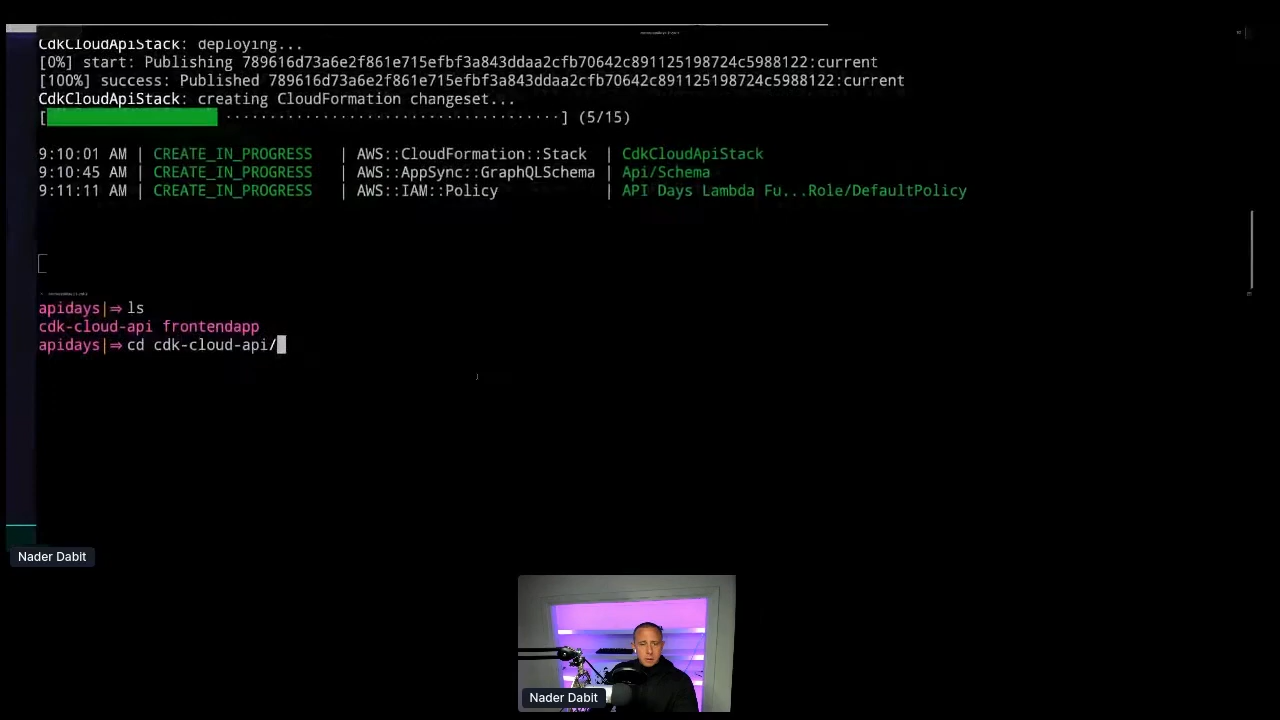 CdkCloudApiStack: deploying...
[0%] start: Publishing 789616d73a6e2f861e715efbf3a843ddaa2cfb70642c891125198724c5988122:current
[100%] success: Published 789616d73a6e2f861e715efbf3a843ddaa2cfb70642c891125198724c5988122:current
CdkCloudApiStack: creating CloudFormation changeset...
[ ······································ ] (5/15)
9:10:01 AM | CREATE_IN_PROGRESS | AWS::CloudFormation::Stack | CdkCloudApiStack
9:10:45 AM | CREATE_IN_PROGRESS | AWS::AppSync::GraphQLSchema | Api/Schema
9:11:11 AM | CREATE_IN_PROGRESS | AWS::IAM::Policy | API Days Lambda Fu...Role/DefaultPolicy
apidays|⇒ ls
cdk-cloud-api frontendapp
apidays|⇒ cd cdk-cloud-api/
Nader Dabit
Nader Dabit